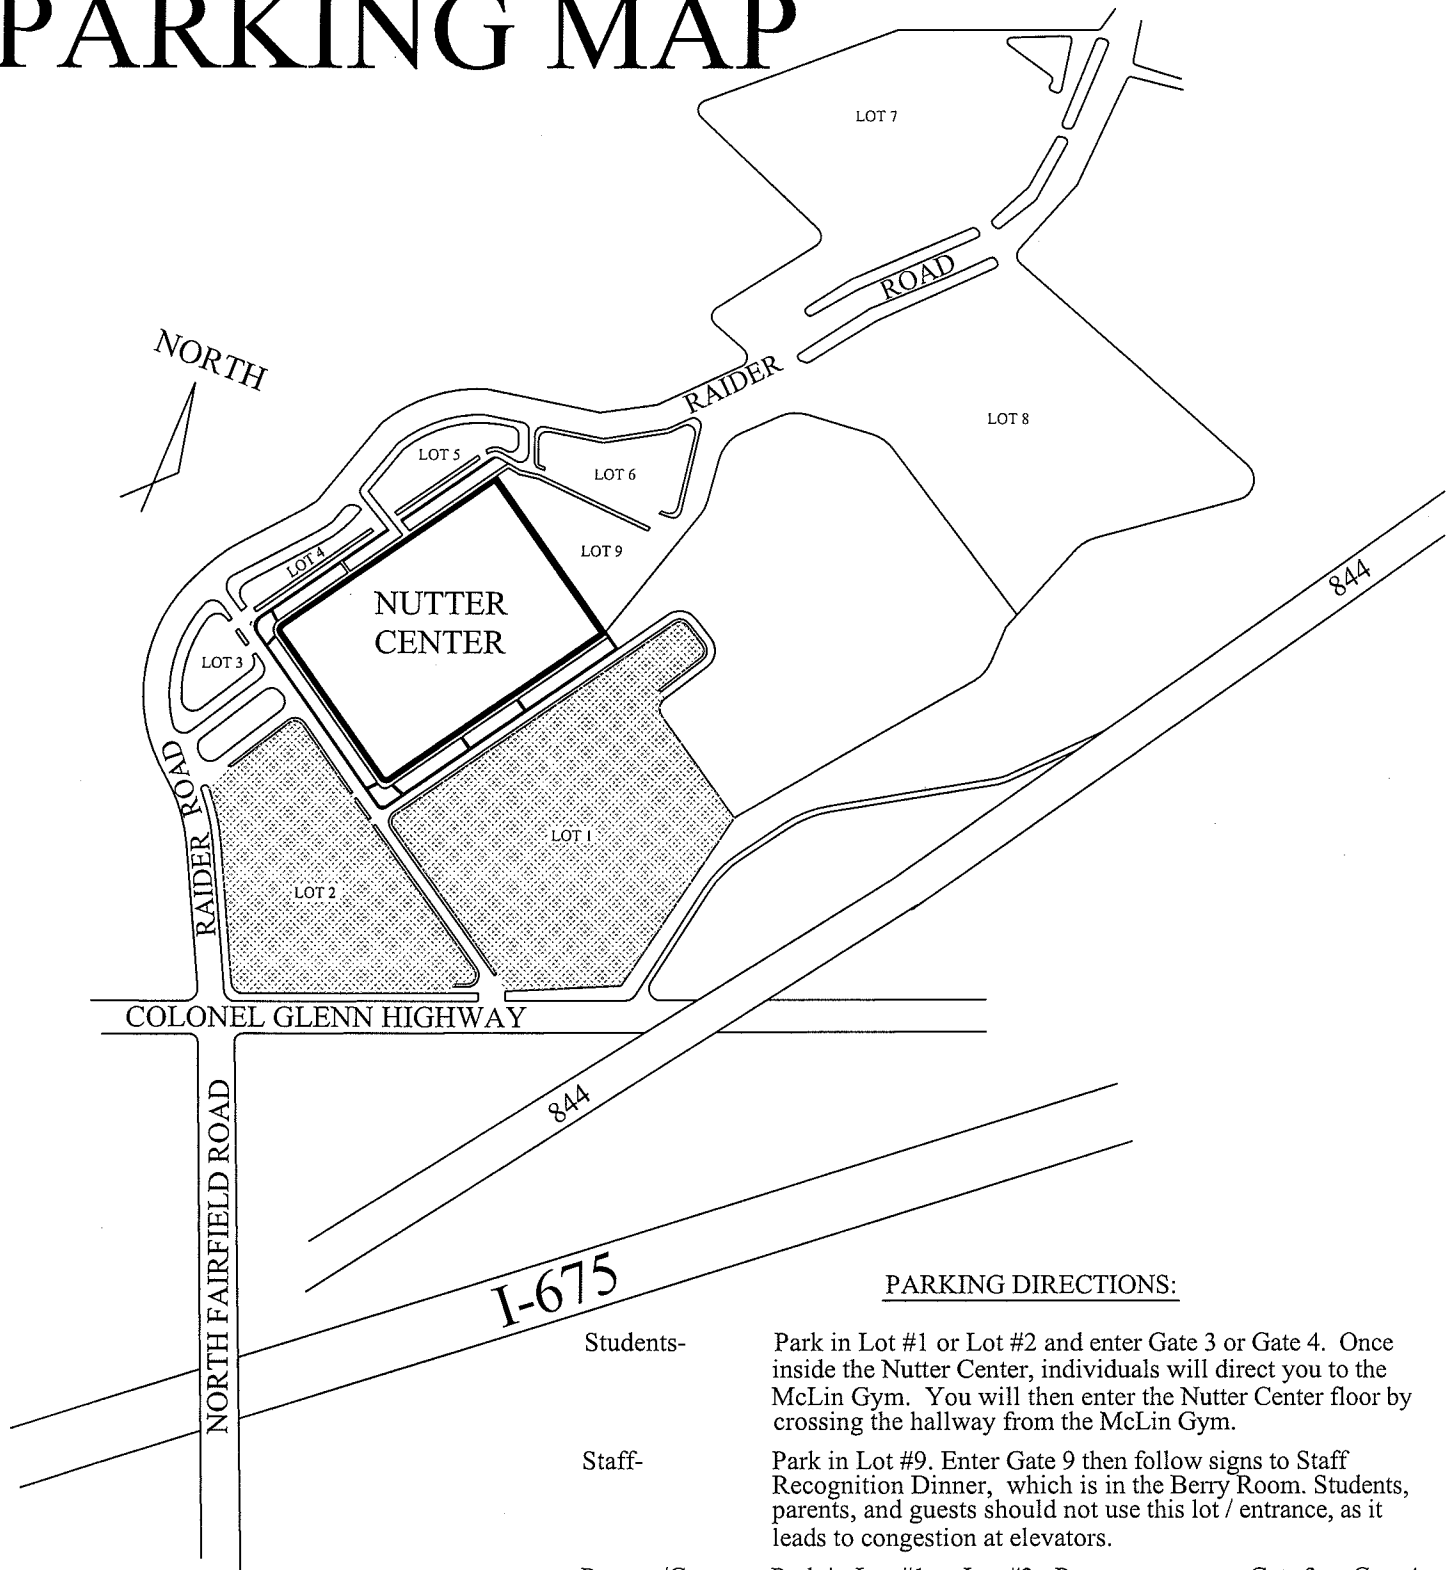 PARKING MAP
LOT 7
ROAD
NORTH
RAIDER
LOT 8
LOT 5
LOT 6
LOT 4
LOT 9
844
NUTTER
CENTER
LOT 3
RAIDER ROAD
LOT 1
LOT 2
COLONEL GLENN HIGHWAY
844
NORTH FAIRFIELD ROAD
I-675
PARKING DIRECTIONS:
Students- Park in Lot #1 or Lot #2 and enter Gate 3 or Gate 4. Once
inside the Nutter Center, individuals will direct you to the
McLin Gym. You will then enter the Nutter Center floor by
crossing the hallway from the McLin Gym.
Staff- Park in Lot #9. Enter Gate 9 then follow signs to Staff
Recognition Dinner, which is in the Berry Room. Students,
parents, and guests should not use this lot / entrance, as it
leads to congestion at elevators.